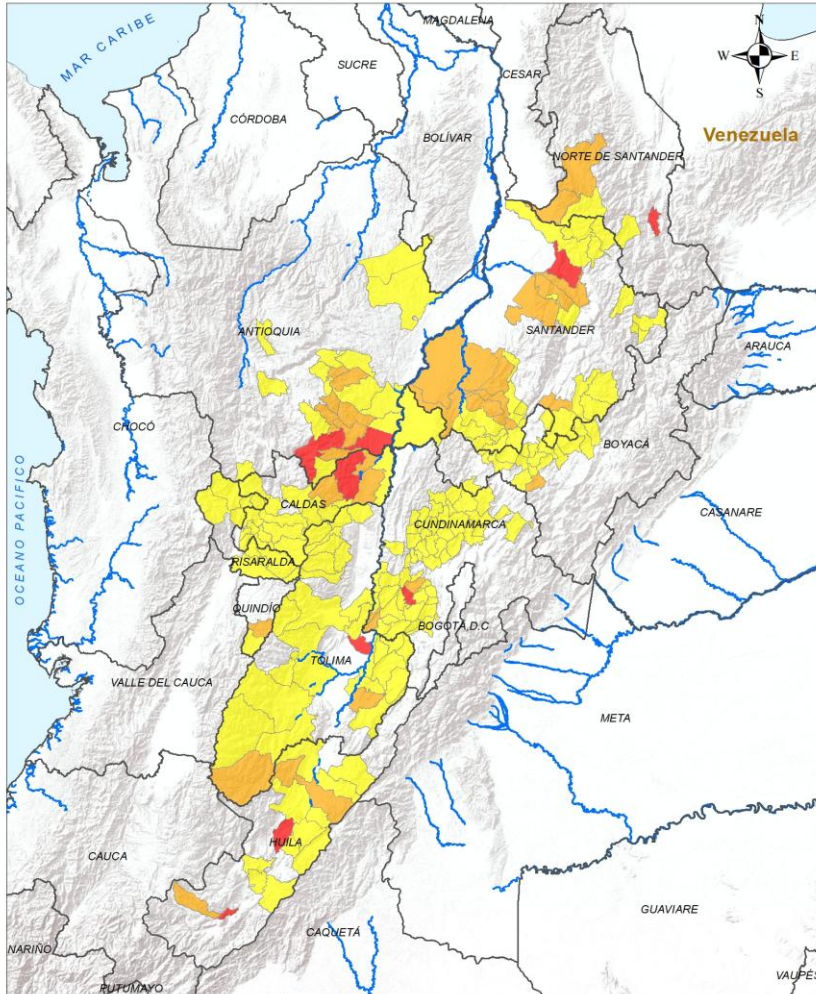 MAGDALENA
MAR CARIBE
N
W E
S
SUCRE
CESAR
CÓRDOBA
BOLÍVAR
Venezuela
NORTE DE SANTANDER
ANTIOQUIA
SANTANDER
ARAUCA
CHOCÓ
BOYACÁ
CALDAS
CASANARE
CUNDINAMARCA
OCEANO PACIFICO
RISARALDA
QUINDÍO
BOGOTÁ, D.C
TOLIMA
VALLE DEL CAUCA
META
HUILA
CAUCA
GUAVIARE
CAQUETÁ
NARIÑO
VAUPÉS
PUTUMAYO